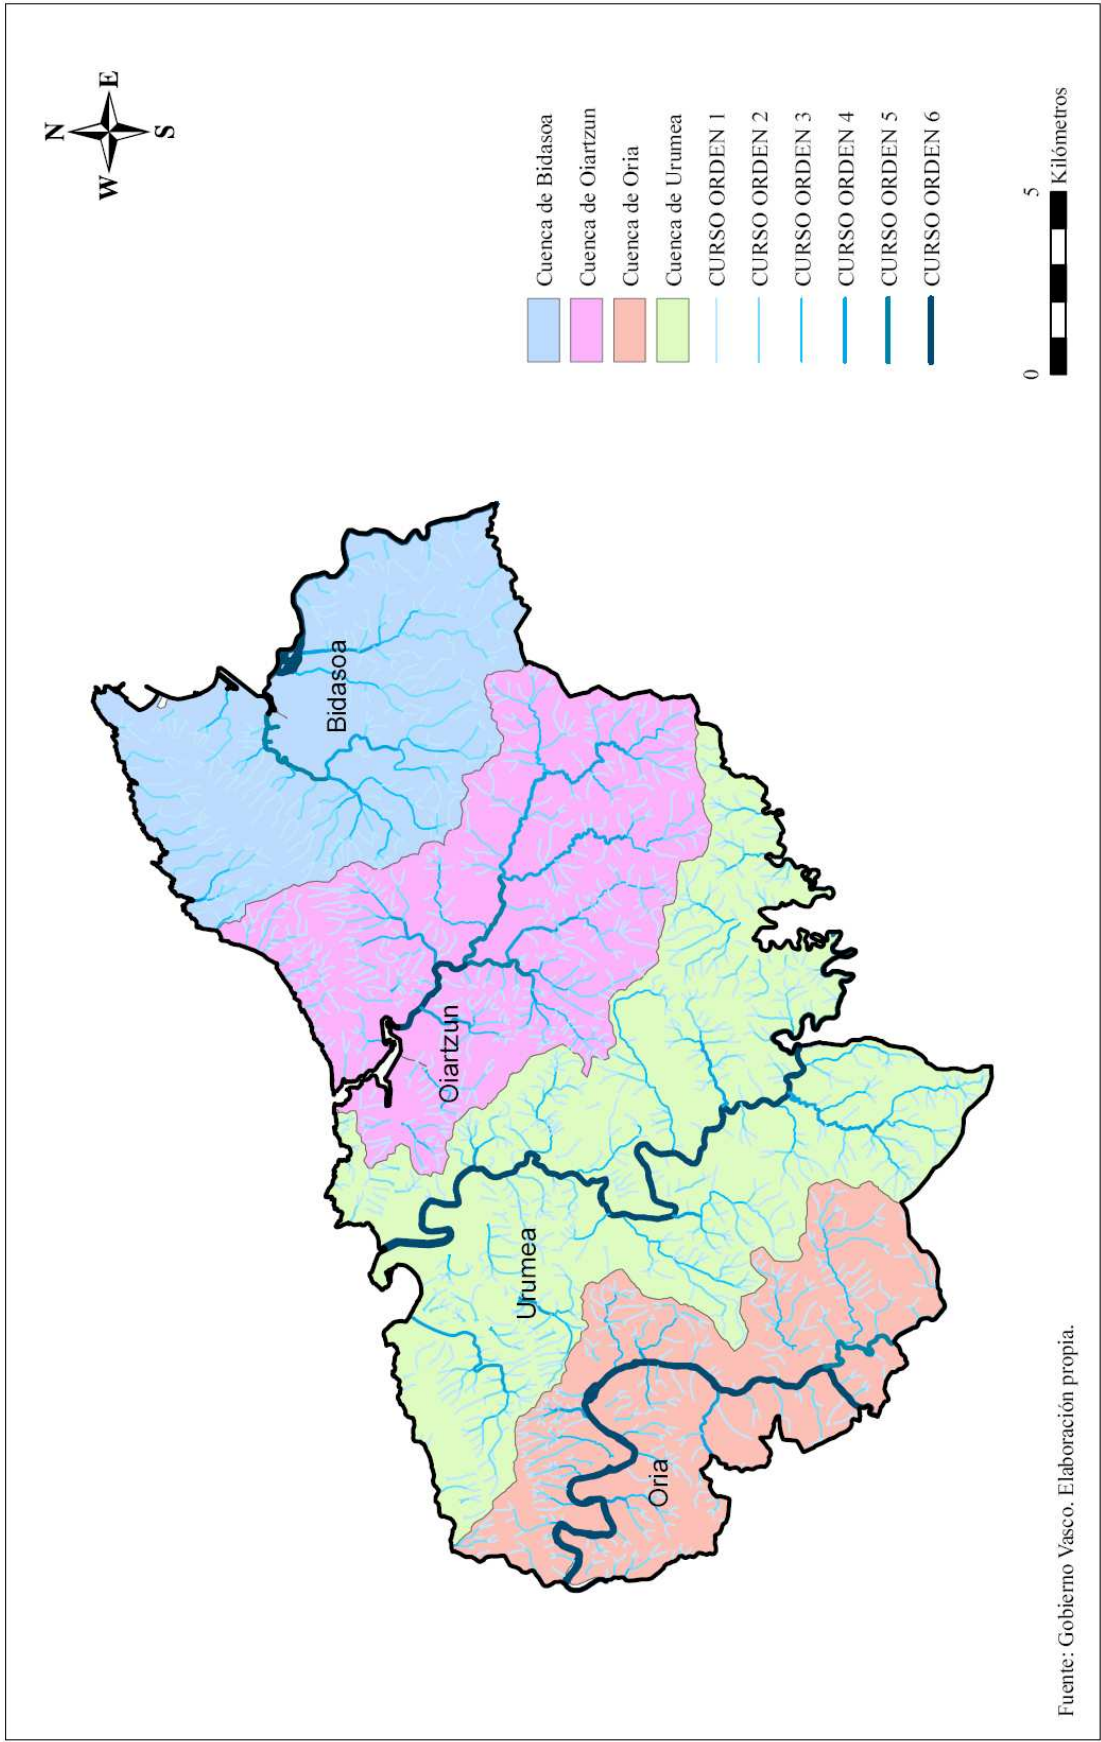 N
W
E
S
Bidasoa
Oiartzun
Urumea
Oria
Cuenca de Bidasoa
Cuenca de Oiartzun
Cuenca de Oria
Cuenca de Urumea
CURSO ORDEN 1
CURSO ORDEN 2
CURSO ORDEN 3
CURSO ORDEN 4
CURSO ORDEN 5
CURSO ORDEN 6
0 5
Kilómetros
Fuente: Gobierno Vasco. Elaboración propia.